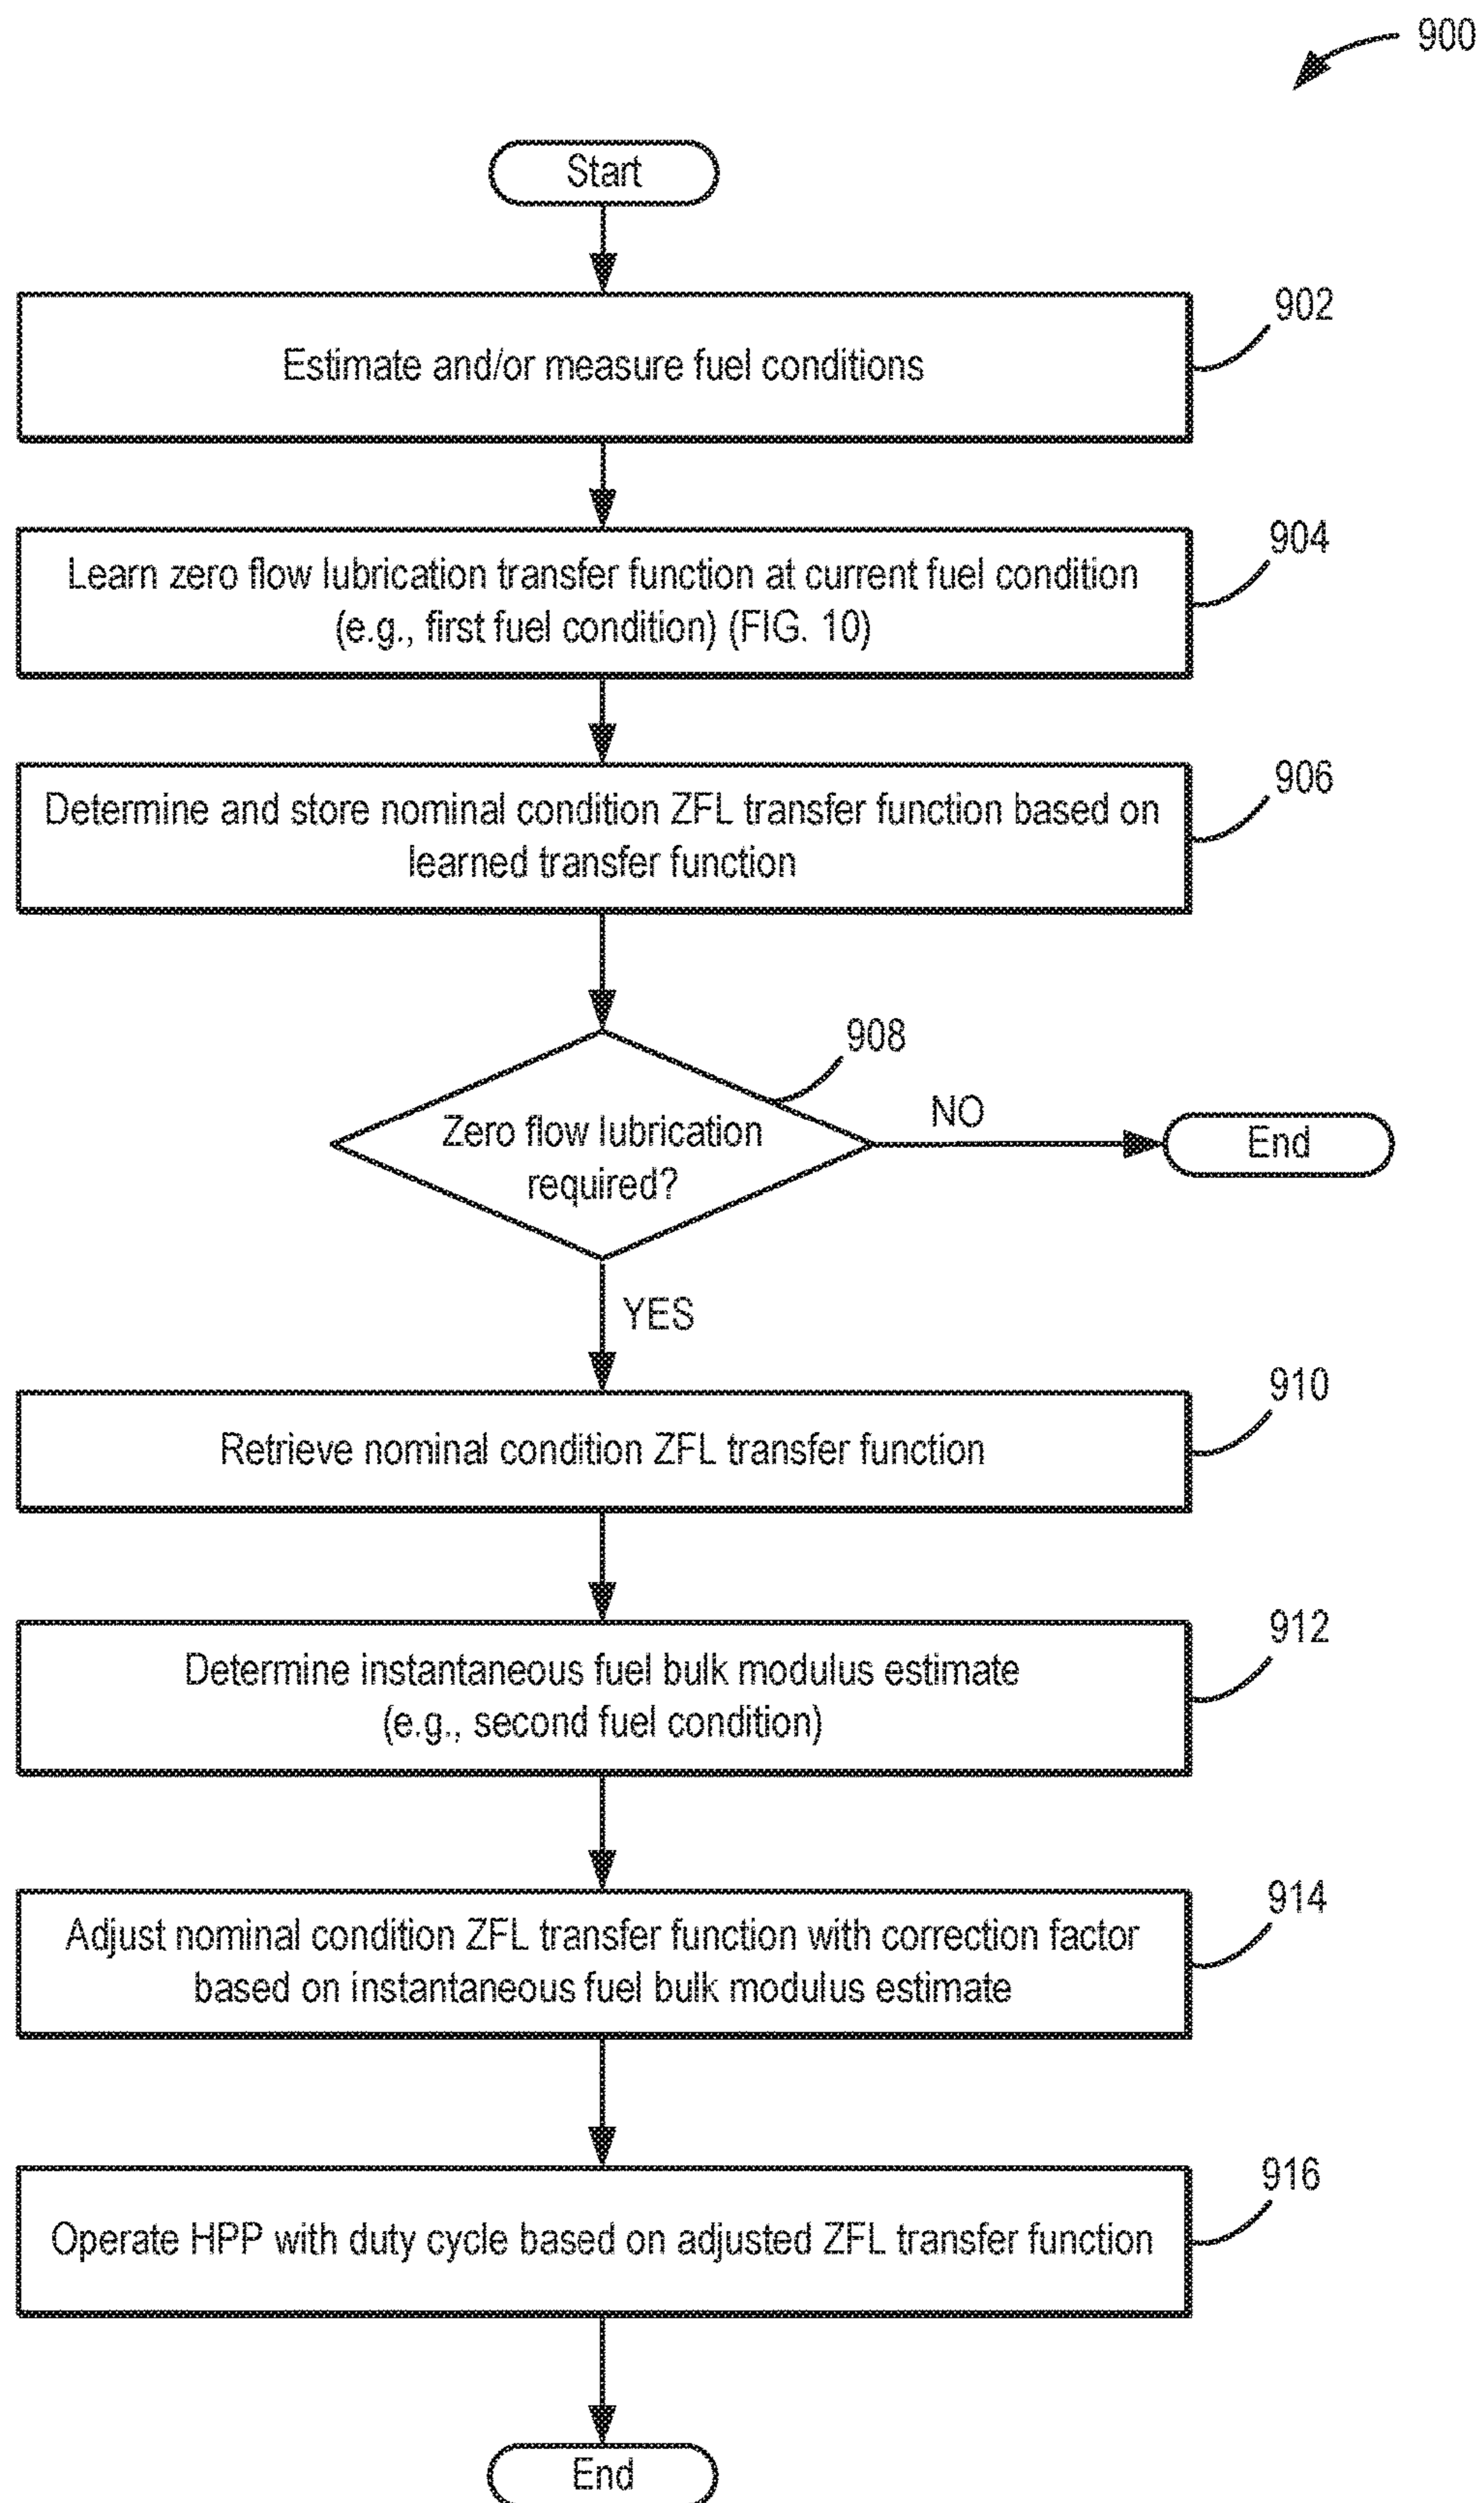 900
Start
902
Estimate and/or measure fuel conditions
904
Learn zero flow lubrication transfer function at current fuel condition
(e.g., first fuel condition) (FIG. 10)
906
Determine and store nominal condition ZFL transfer function based on
learned transfer function
908
Zero flow lubrication
required?
NO
End
YES
910
Retrieve nominal condition ZFL transfer function
912
Determine instantaneous fuel bulk modulus estimate
(e.g., second fuel condition)
914
Adjust nominal condition ZFL transfer function with correction factor
based on instantaneous fuel bulk modulus estimate
916
Operate HPP with duty cycle based on adjusted ZFL transfer function
End